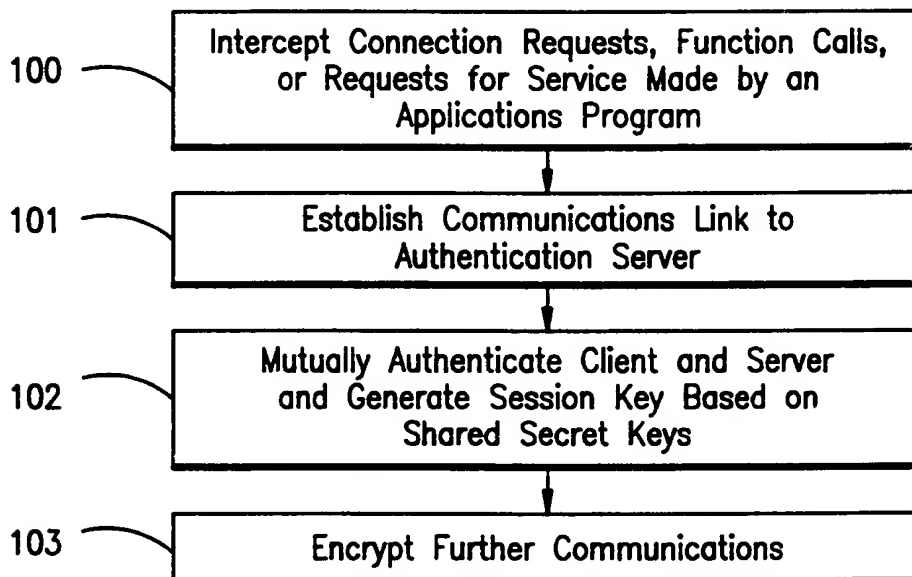 100
Intercept Connection Requests, Function Calls,
or Requests for Service Made by an
Applications Program
101
Establish Communications Link to
Authentication Server
102
Mutually Authenticate Client and Server
and Generate Session Key Based on
Shared Secret Keys
103
Encrypt Further Communications